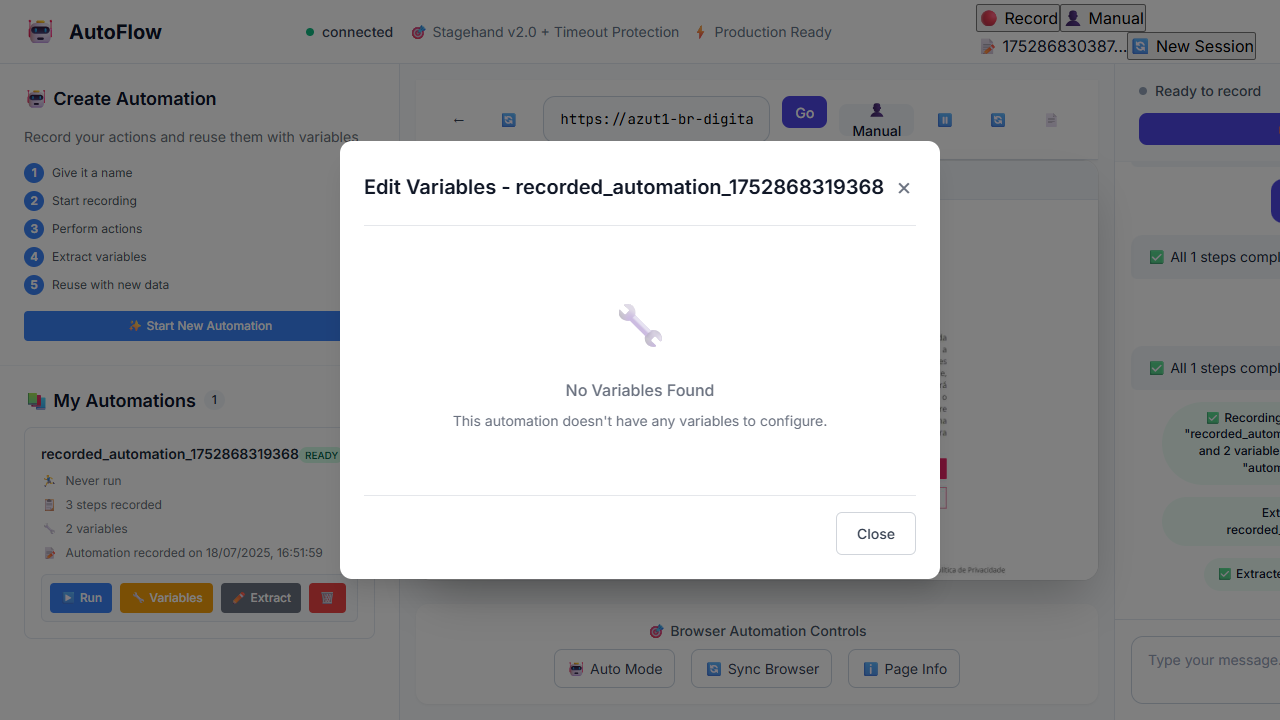 AutoFlow
connected
Stagehand v2.0 + Timeout Protection
Production Ready
Record
Manual
175286830387...
New Session
Create Automation
Record your actions and reuse them with variables
1 Give it a name
2 Start recording
3 Perform actions
4 Extract variables
5 Reuse with new data
Start New Automation
My Automations 1
recorded_automation_1752868319368 READY
Never run
3 steps recorded
2 variables
Automation recorded on 18/07/2025, 16:51:59
Run
Variables
Extract
←
https://azut1-br-digita
Go
Manual
Edit Variables - recorded_automation_1752868319368 ×
No Variables Found
This automation doesn't have any variables to configure.
Close
lítica de Privacidade
Browser Automation Controls
Auto Mode
Sync Browser
Page Info
Ready to record
All 1 steps compl
All 1 steps compl
Recording
"recorded_autom
and 2 variable
"autom
Ext
recorded_
Extracte
Type your message.